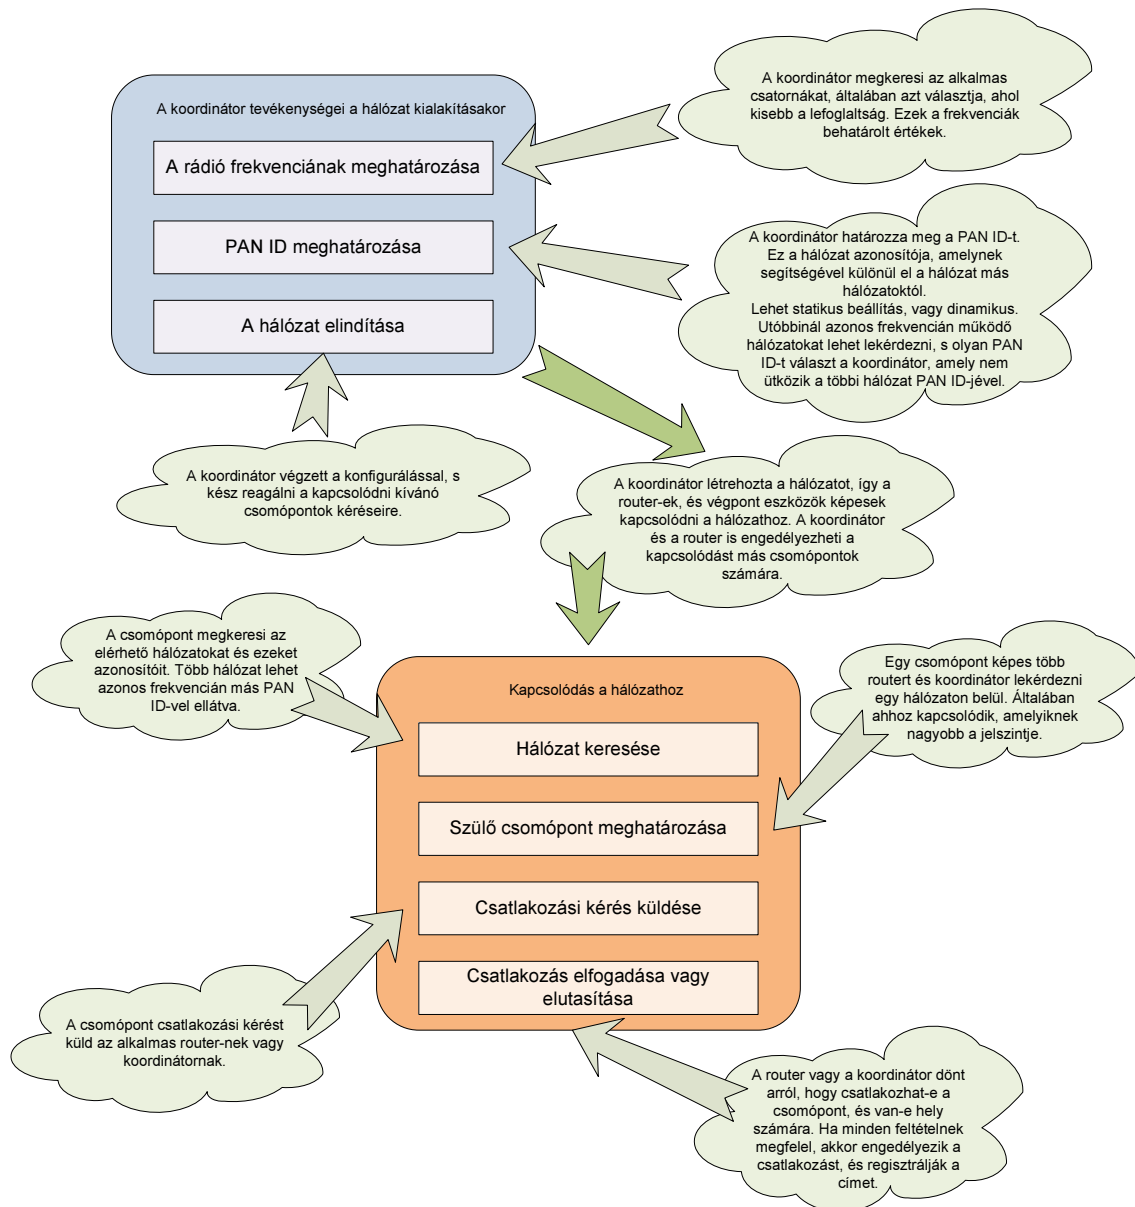 A koordinátor megkeresi az alkalmas
csatornákat, általában azt választja, ahol
kisebb a lefoglaltság. Ezek a frekvenciák
behatárolt értékek.
A koordinátor tevékenységei a hálózat kialakításakor
A rádió frekvenciának meghatározása
PAN ID meghatározása
A hálózat elindítása
A koordinátor határozza meg a PAN ID-t.
Ez a hálózat azonosítója, amelynek
segítségével különül el a hálózat más
hálózatoktól.
Lehet statikus beállítás, vagy dinamikus.
Utóbbinál azonos frekvencián működő
hálózatokat lehet lekérdezni, s olyan PAN
ID-t választ a koordinátor, amely nem
ütközik a többi hálózat PAN ID-jével.
A koordinátor végzett a konfigurálással, s
kész reagálni a kapcsolódni kívánó
csomópontok kéréseire.
A koordinátor létrehozta a hálózatot, így a
router-ek, és végpont eszközök képesek
kapcsolódni a hálózathoz. A koordinátor
és a router is engedélyezheti a
kapcsolódást más csomópontok
számára.
A csomópont megkeresi az
elérhető hálózatokat és ezeket
azonosítóit. Több hálózat lehet
azonos frekvencián más PAN
ID-vel ellátva.
Kapcsolódás a hálózathoz
Hálózat keresése
Szülő csomópont meghatározása
Csatlakozási kérés küldése
Csatlakozás elfogadása vagy
elutasítása
Egy csomópont képes több
routert és koordinátor lekérdezni
egy hálózaton belül. Általában
ahhoz kapcsolódik, amelyiknek
nagyobb a jelszintje.
A csomópont csatlakozási kérést
küld az alkalmas router-nek vagy
koordinátornak.
A router vagy a koordinátor dönt
arról, hogy csatlakozhat-e a
csomópont, és van-e hely
számára. Ha minden feltételnek
megfelel, akkor engedélyezik a
csatlakozást, és regisztrálják a
címet.